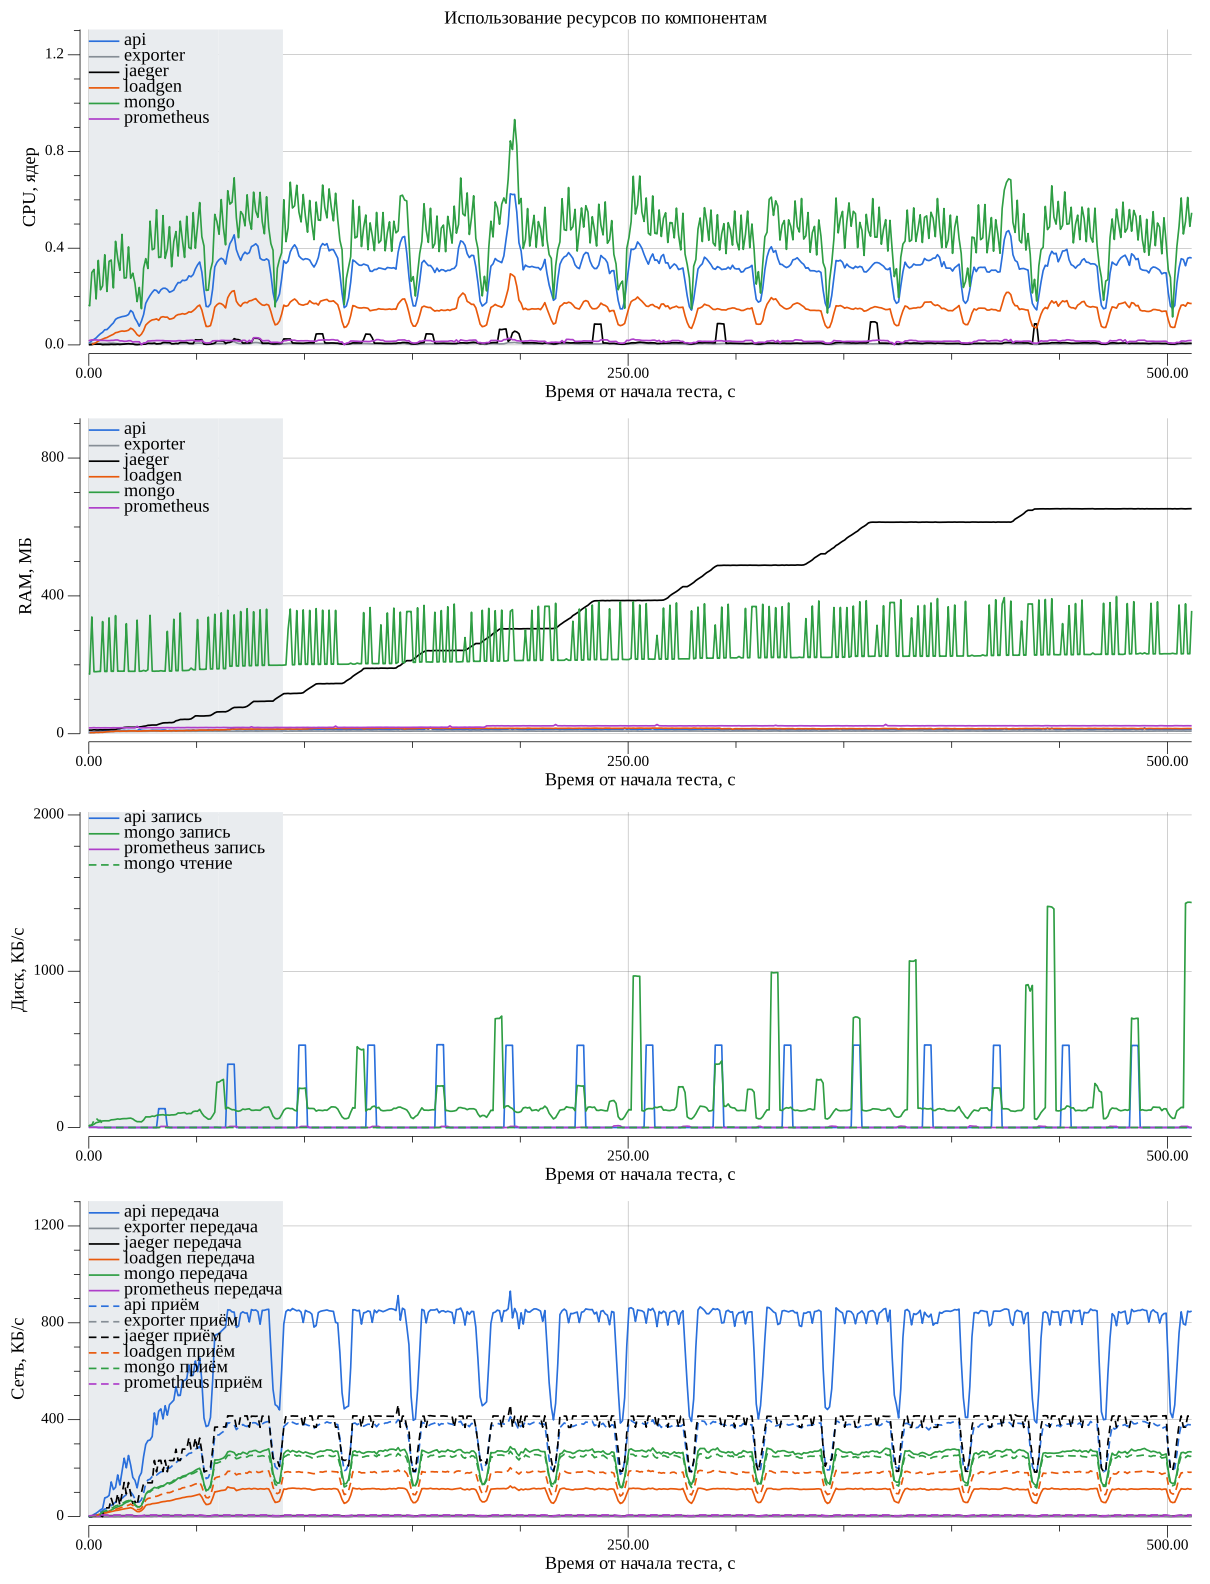 Использование ресурсов по компонентам
api
exporter
jaeger
loadgen
mongo
prometheus
1.2
0.8
0.4
0.0
CPU, ядер
0.00
250.00
500.00
Время от начала теста, с
api
exporter
jaeger
loadgen
mongo
prometheus
800
400
0
RAM, МБ
0.00
250.00
500.00
Время от начала теста, с
api запись
mongo запись
prometheus запись
mongo чтение
2000
1000
0
Диск, КБ/с
0.00
250.00
500.00
Время от начала теста, с
api передача
exporter передача
jaeger передача
loadgen передача
mongo передача
prometheus передача
api приём
exporter приём
jaeger приём
loadgen приём
mongo приём
prometheus приём
1200
800
400
0
Сеть, КБ/с
0.00
250.00
500.00
Время от начала теста, с